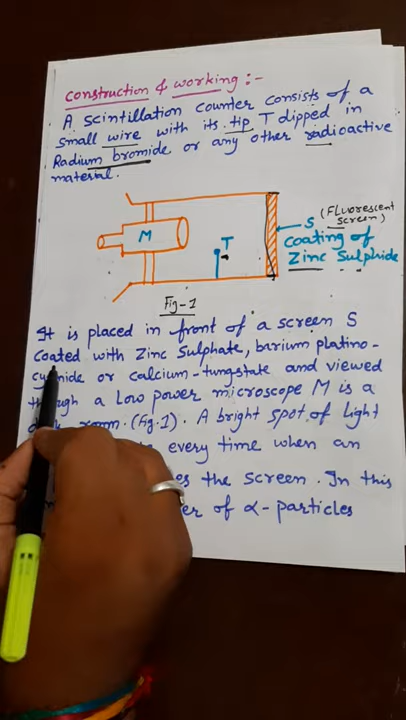 Construction & working :-
A scintillation counter consists of a
small wire with its tip T dipped in
Radium bromide or any other radioactive
material.
(Fluorescent
screen)
S
M
T
coating of
Zinc Sulphide
Fig-1
It is placed in front of a screen S
coated with Zinc Sulphate, barium platino-
cyanide or calcium-tungstate and viewed
through a Low power microscope M is a
room. (Fig.1). A bright spot of light
every time when an
the screen. In this
of α-particles